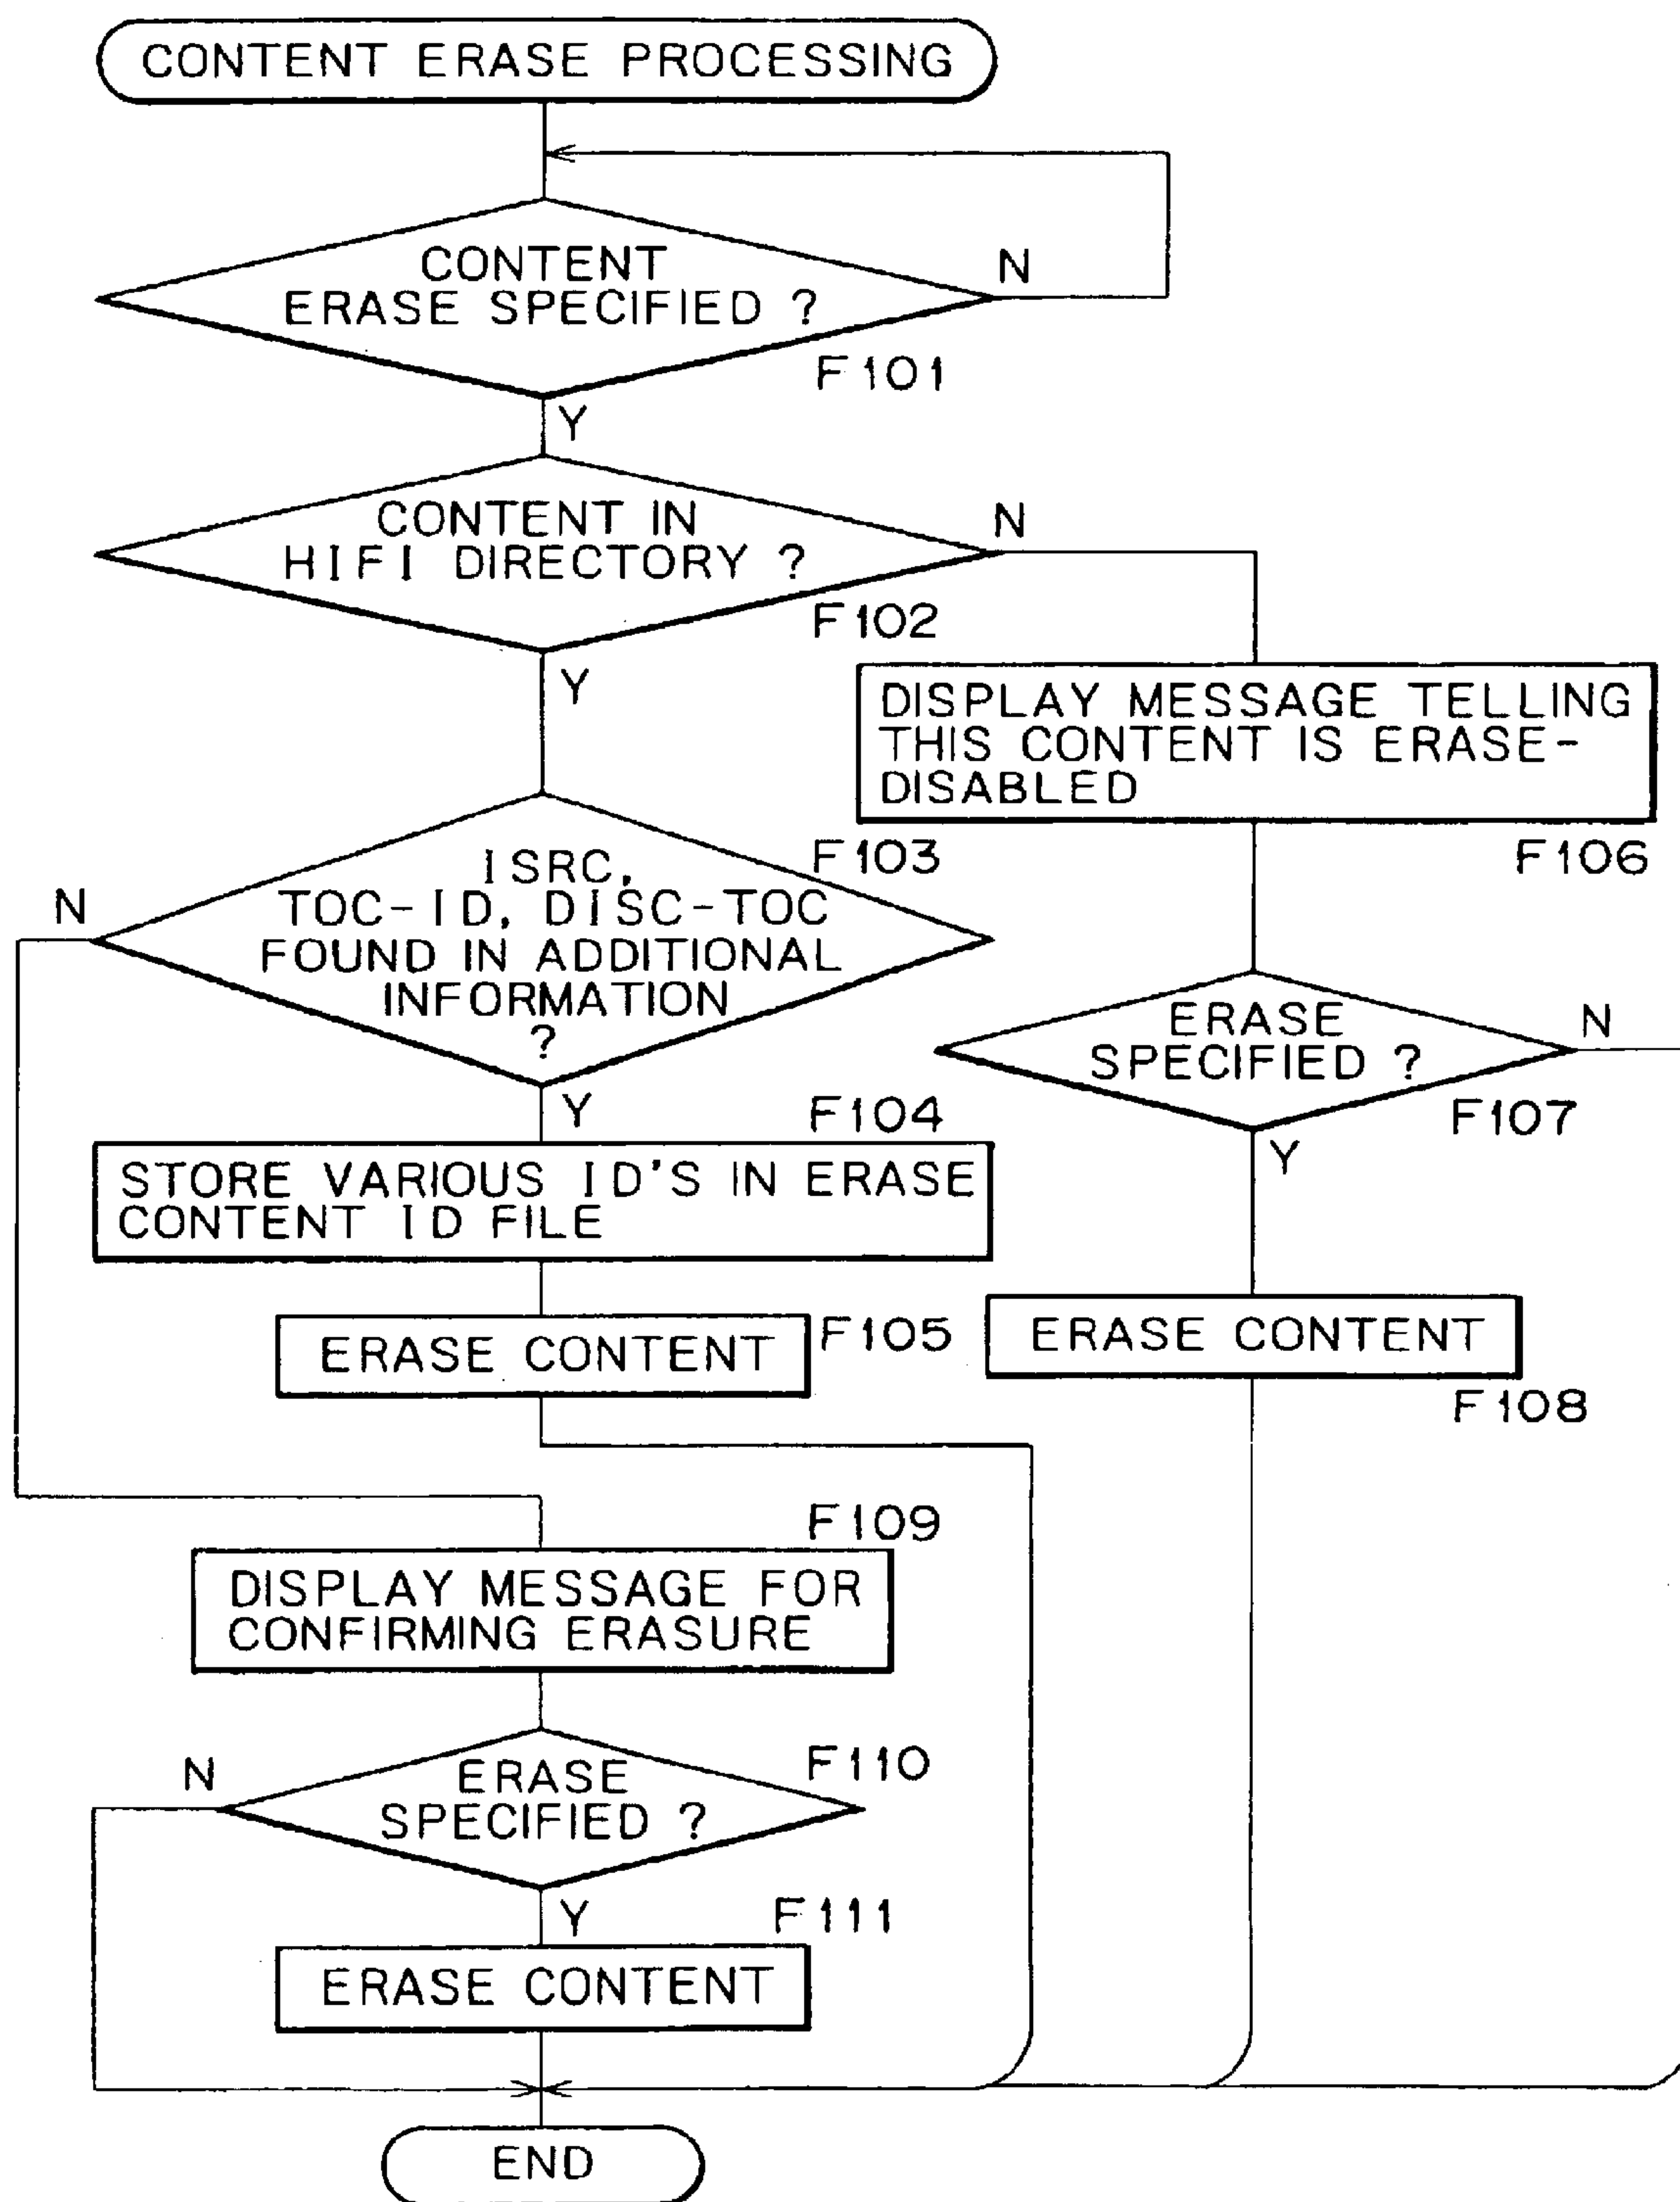 CONTENT ERASE PROCESSING
CONTENT
ERASE SPECIFIED ?
N
F101
Y
CONTENT IN
HIFI DIRECTORY ?
N
F102
Y
DISPLAY MESSAGE TELLING
THIS CONTENT IS ERASE-
DISABLED
F106
F103
ISRC,
TOC-ID, DISC-TOC
FOUND IN ADDITIONAL
INFORMATION
?
N
Y
ERASE
SPECIFIED ?
N
F107
Y
F104
STORE VARIOUS ID'S IN ERASE
CONTENT ID FILE
F105
ERASE CONTENT
ERASE CONTENT
F108
F109
DISPLAY MESSAGE FOR
CONFIRMING ERASURE
F110
N
ERASE
SPECIFIED ?
Y
F111
ERASE CONTENT
END